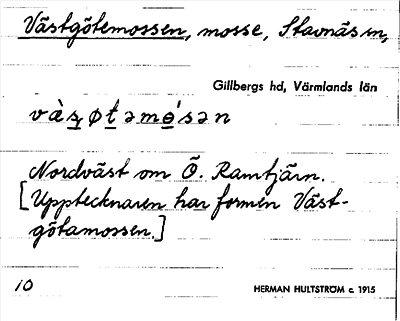 Västgötemossen, mosse, Stavnäs sn,
Gillbergs hd, Värmlands län
Nordväst om Ö. Ramtjärn.
[Upptecknaren har formen Väst-
götamossen.]
10
HERMAN HULTSTRÖM c. 1915